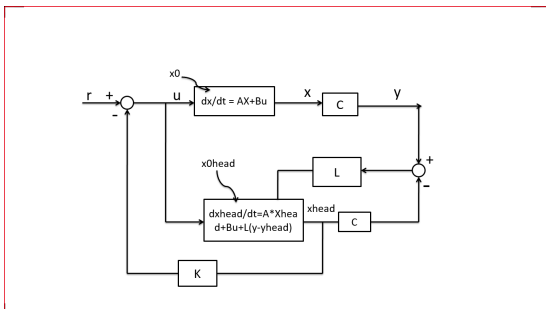 x0
r + u
dx/dt = AX+Bu
x
C
y
-
+
x0head
L
-
dxhead/dt=A*Xhea
d+Bu+L(y-yhead)
xhead
C
K